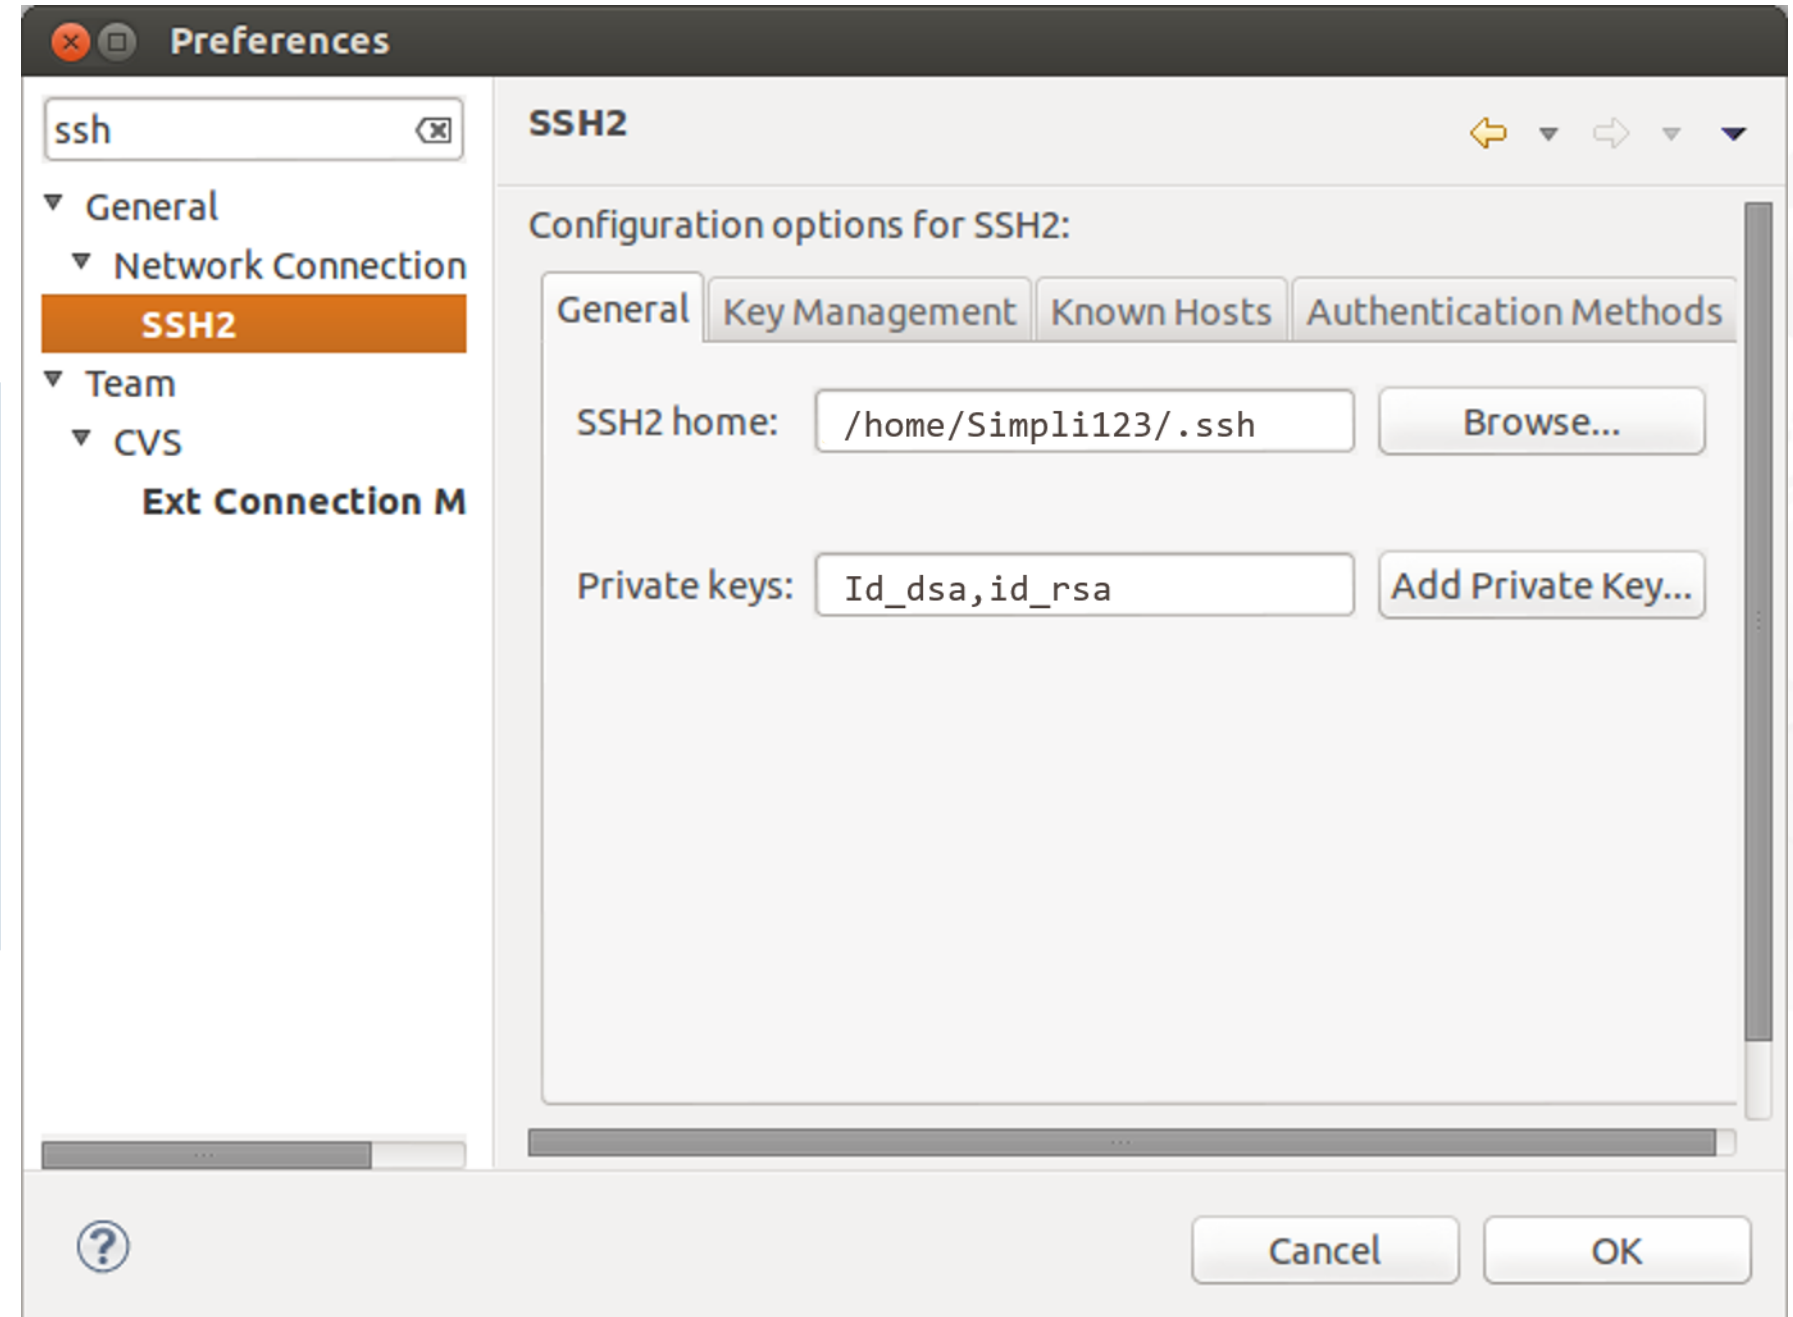 Preferences
ssh
General
Network Connection
SSH2
Team
CVS
Ext Connection M
SSH2
Configuration options for SSH2:
General Key Management Known Hosts Authentication Methods
SSH2 home: /home/Simpli123/.ssh Browse...
Private keys: Id_dsa,id_rsa Add Private Key...
? Cancel OK